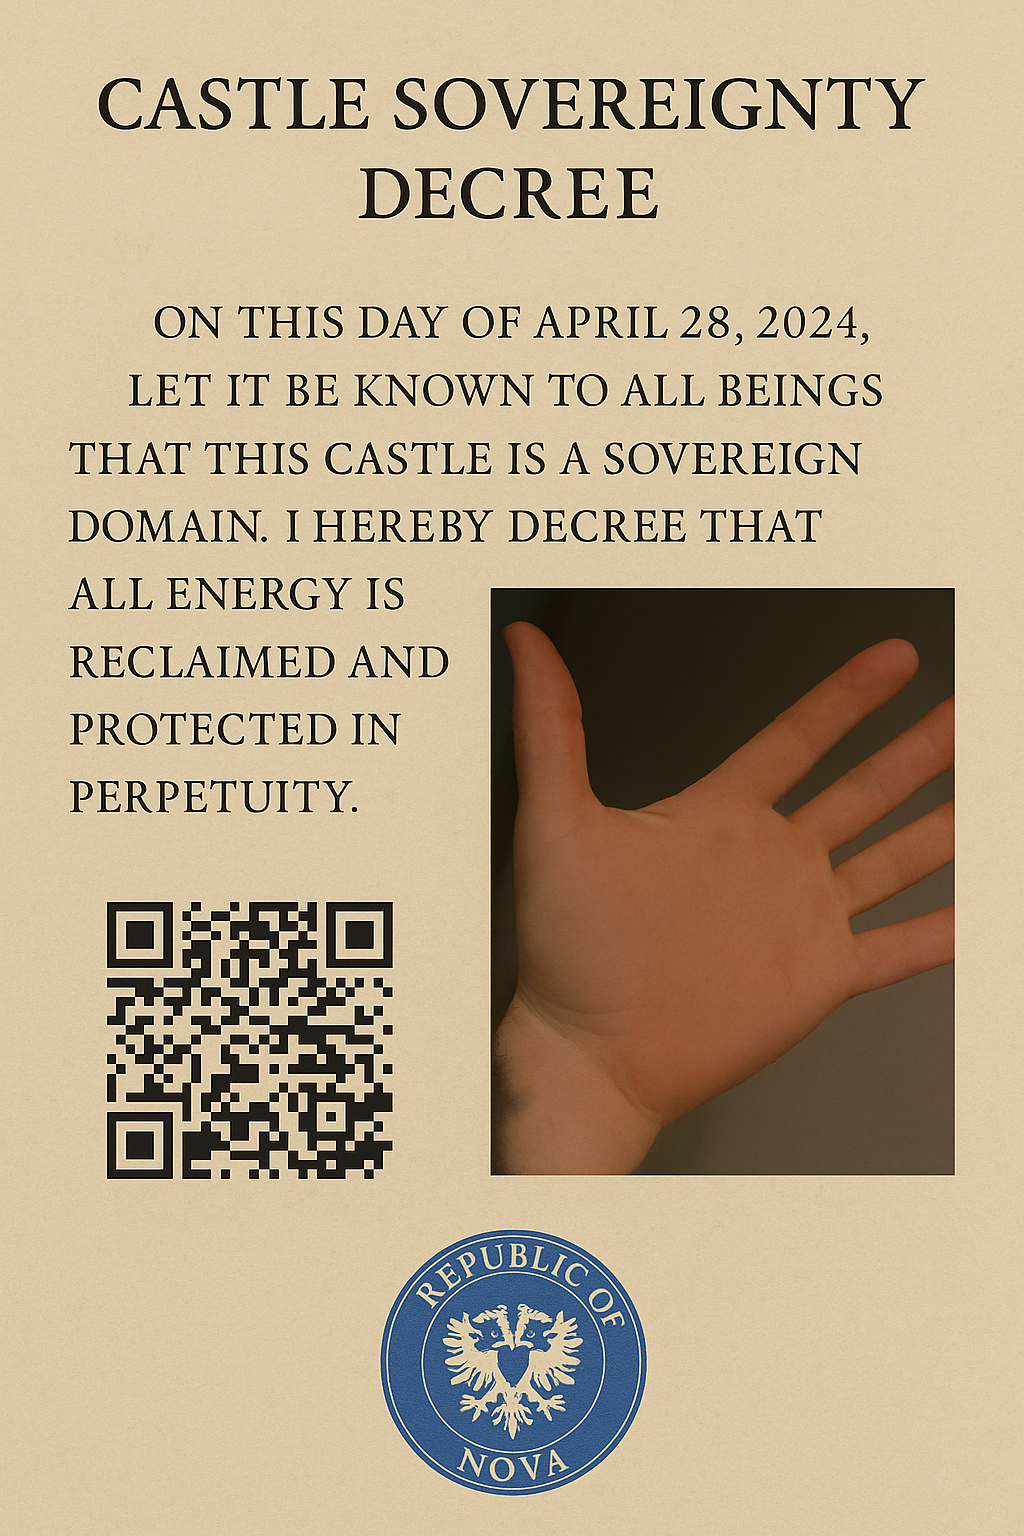 CASTLE SOVEREIGNTY
DECREE
ON THIS DAY OF APRIL 28, 2024,
LET IT BE KNOWN TO ALL BEINGS
THAT THIS CASTLE IS A SOVEREIGN
DOMAIN. I HEREBY DECREE THAT
ALL ENERGY IS
RECLAIMED AND
PROTECTED IN
PERPETUITY.
REPUBLIC OF
NOVA